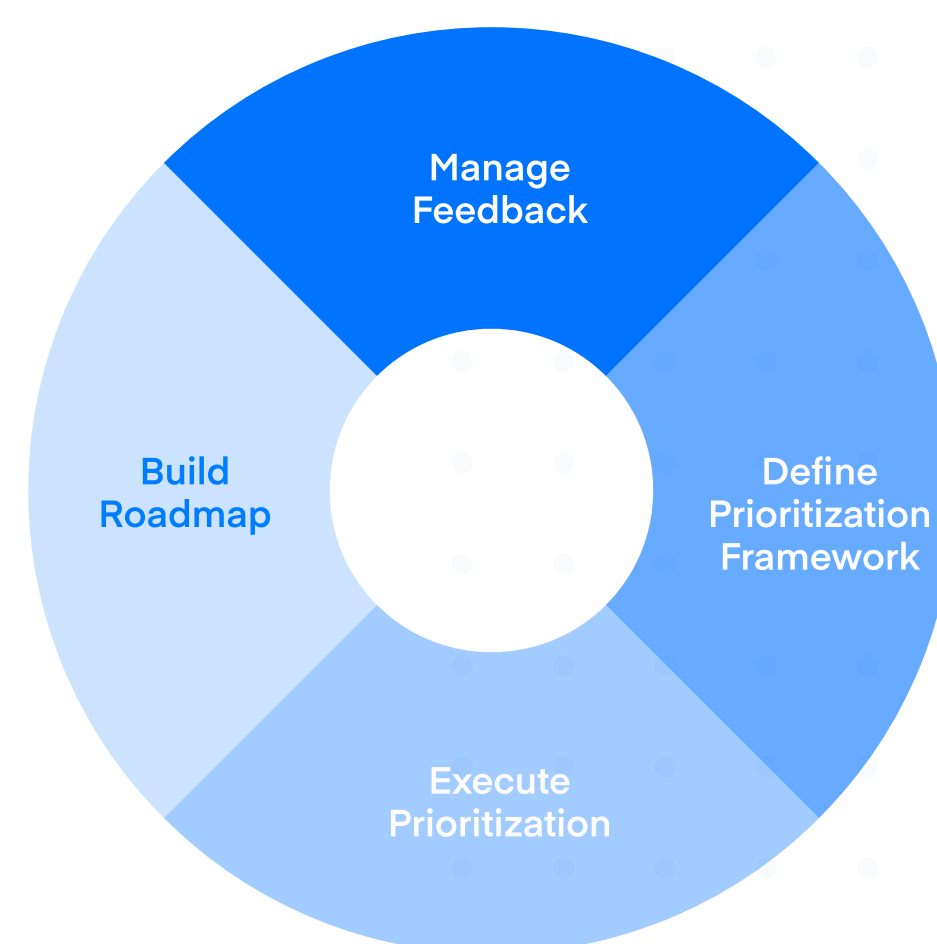 Manage
Feedback
Build
Roadmap
Define
Prioritization
Framework
Execute
Prioritization